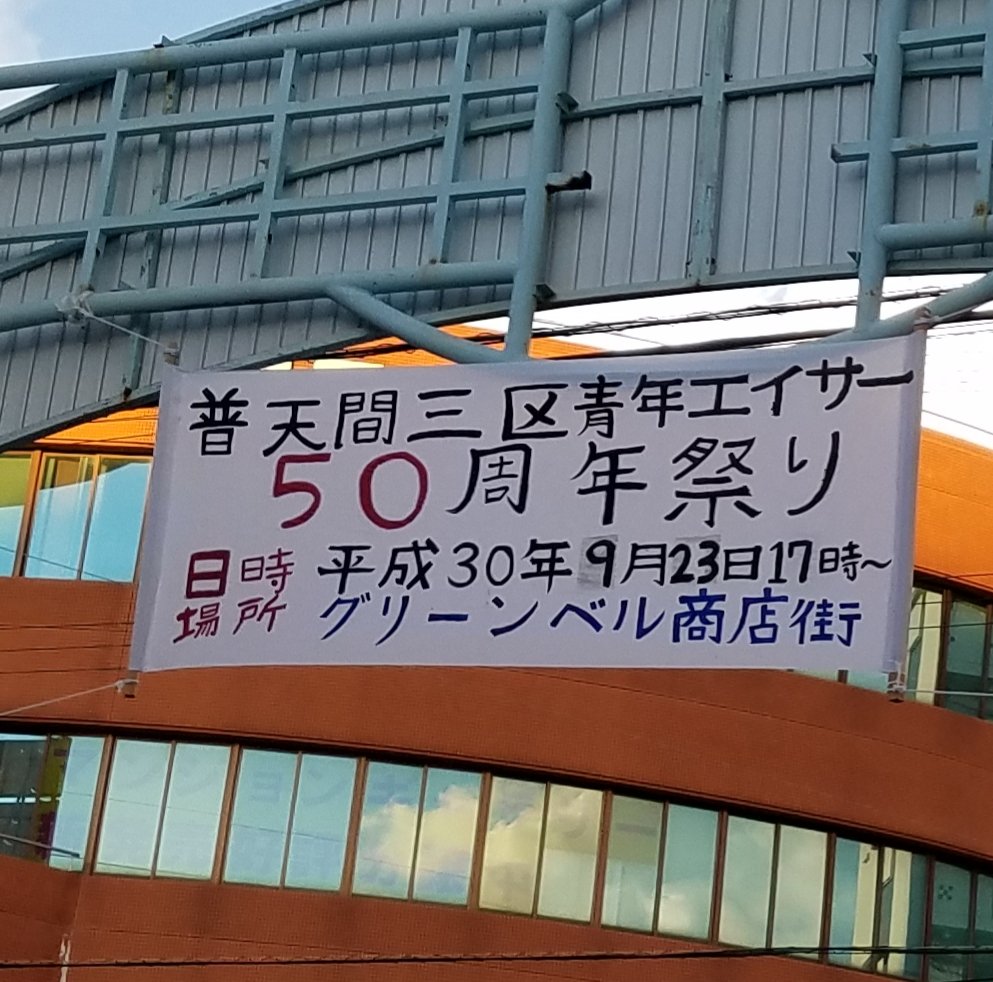 普天間三区青年エイサー
50周年祭り
日時 平成30年9月23日17時~
場所 グリーンベル商店街